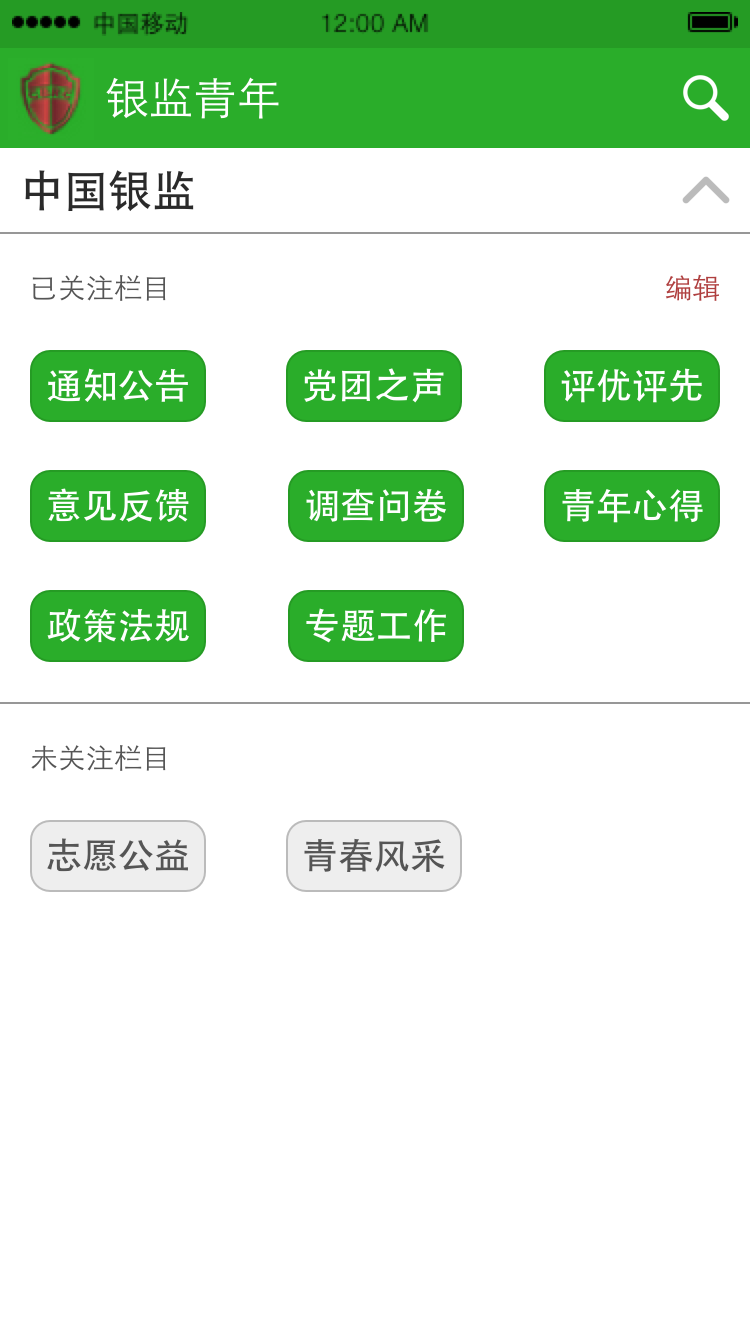 中国移动 12:00 AM
银监青年
中国银监
已关注栏目 编辑
通知公告 党团之声 评优评先
意见反馈 调查问卷 青年心得
政策法规 专题工作
未关注栏目
志愿公益 青春风采